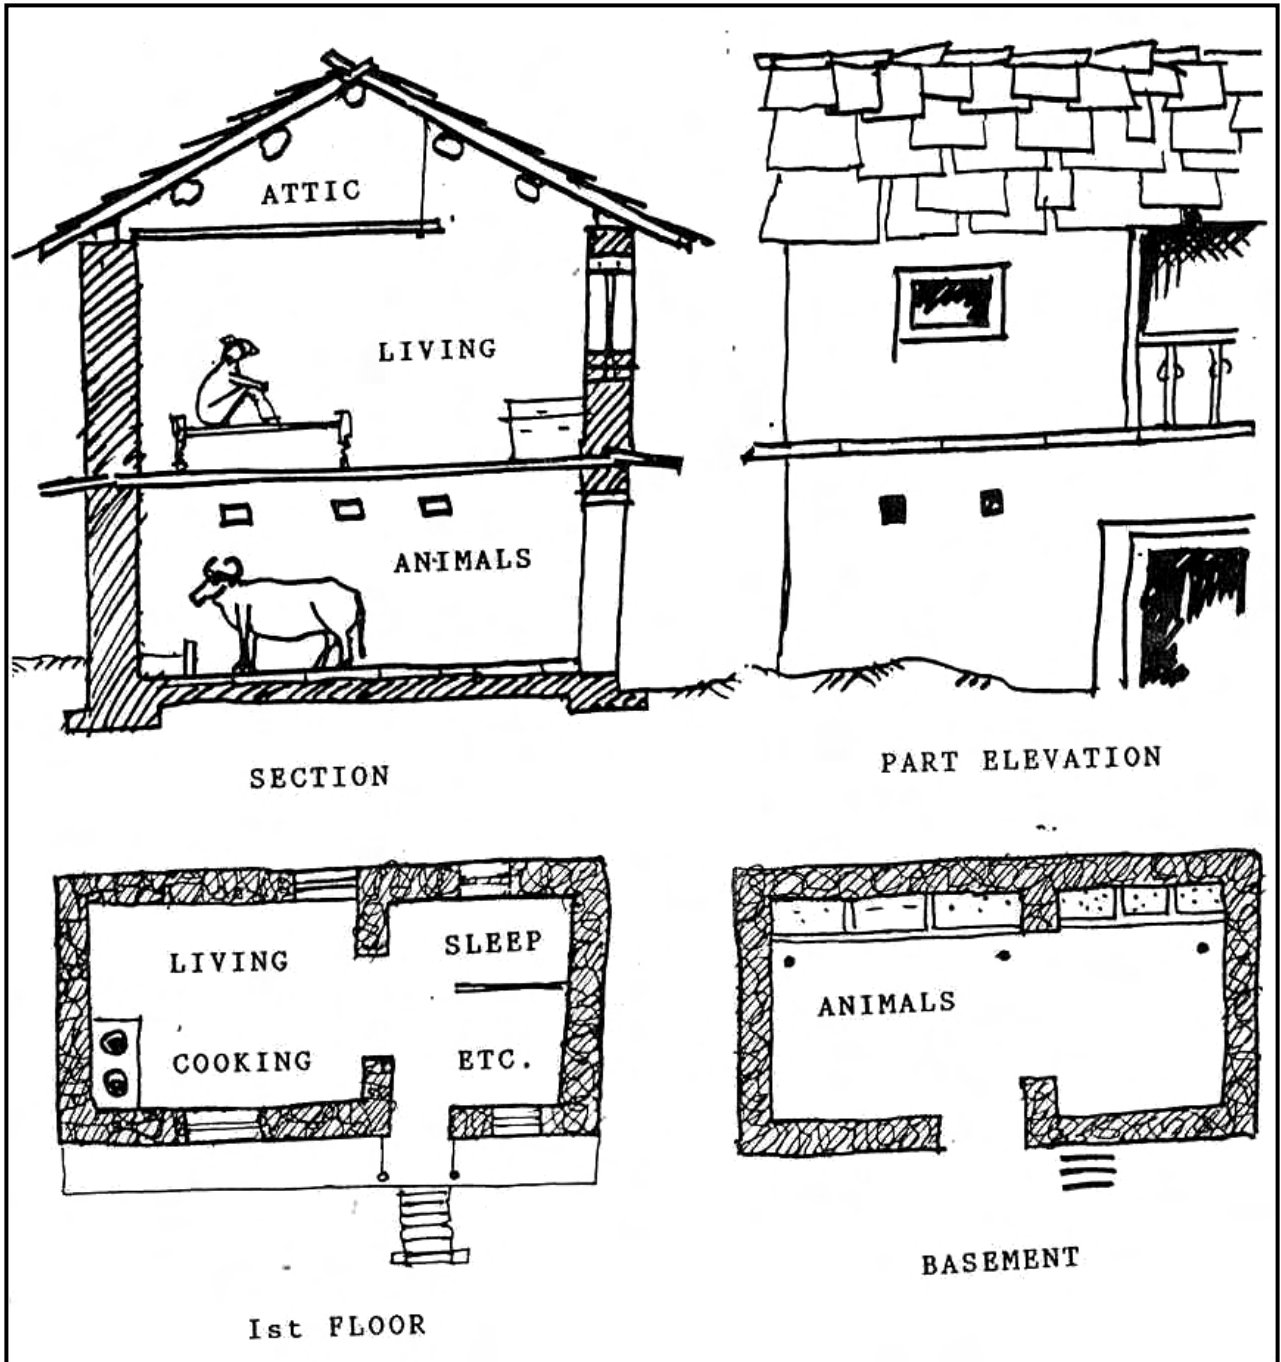 ATTIC
LIVING
ANIMALS
SECTION
PART ELEVATION
LIVING
SLEEP
COOKING
ETC.
Ist FLOOR
ANIMALS
BASEMENT